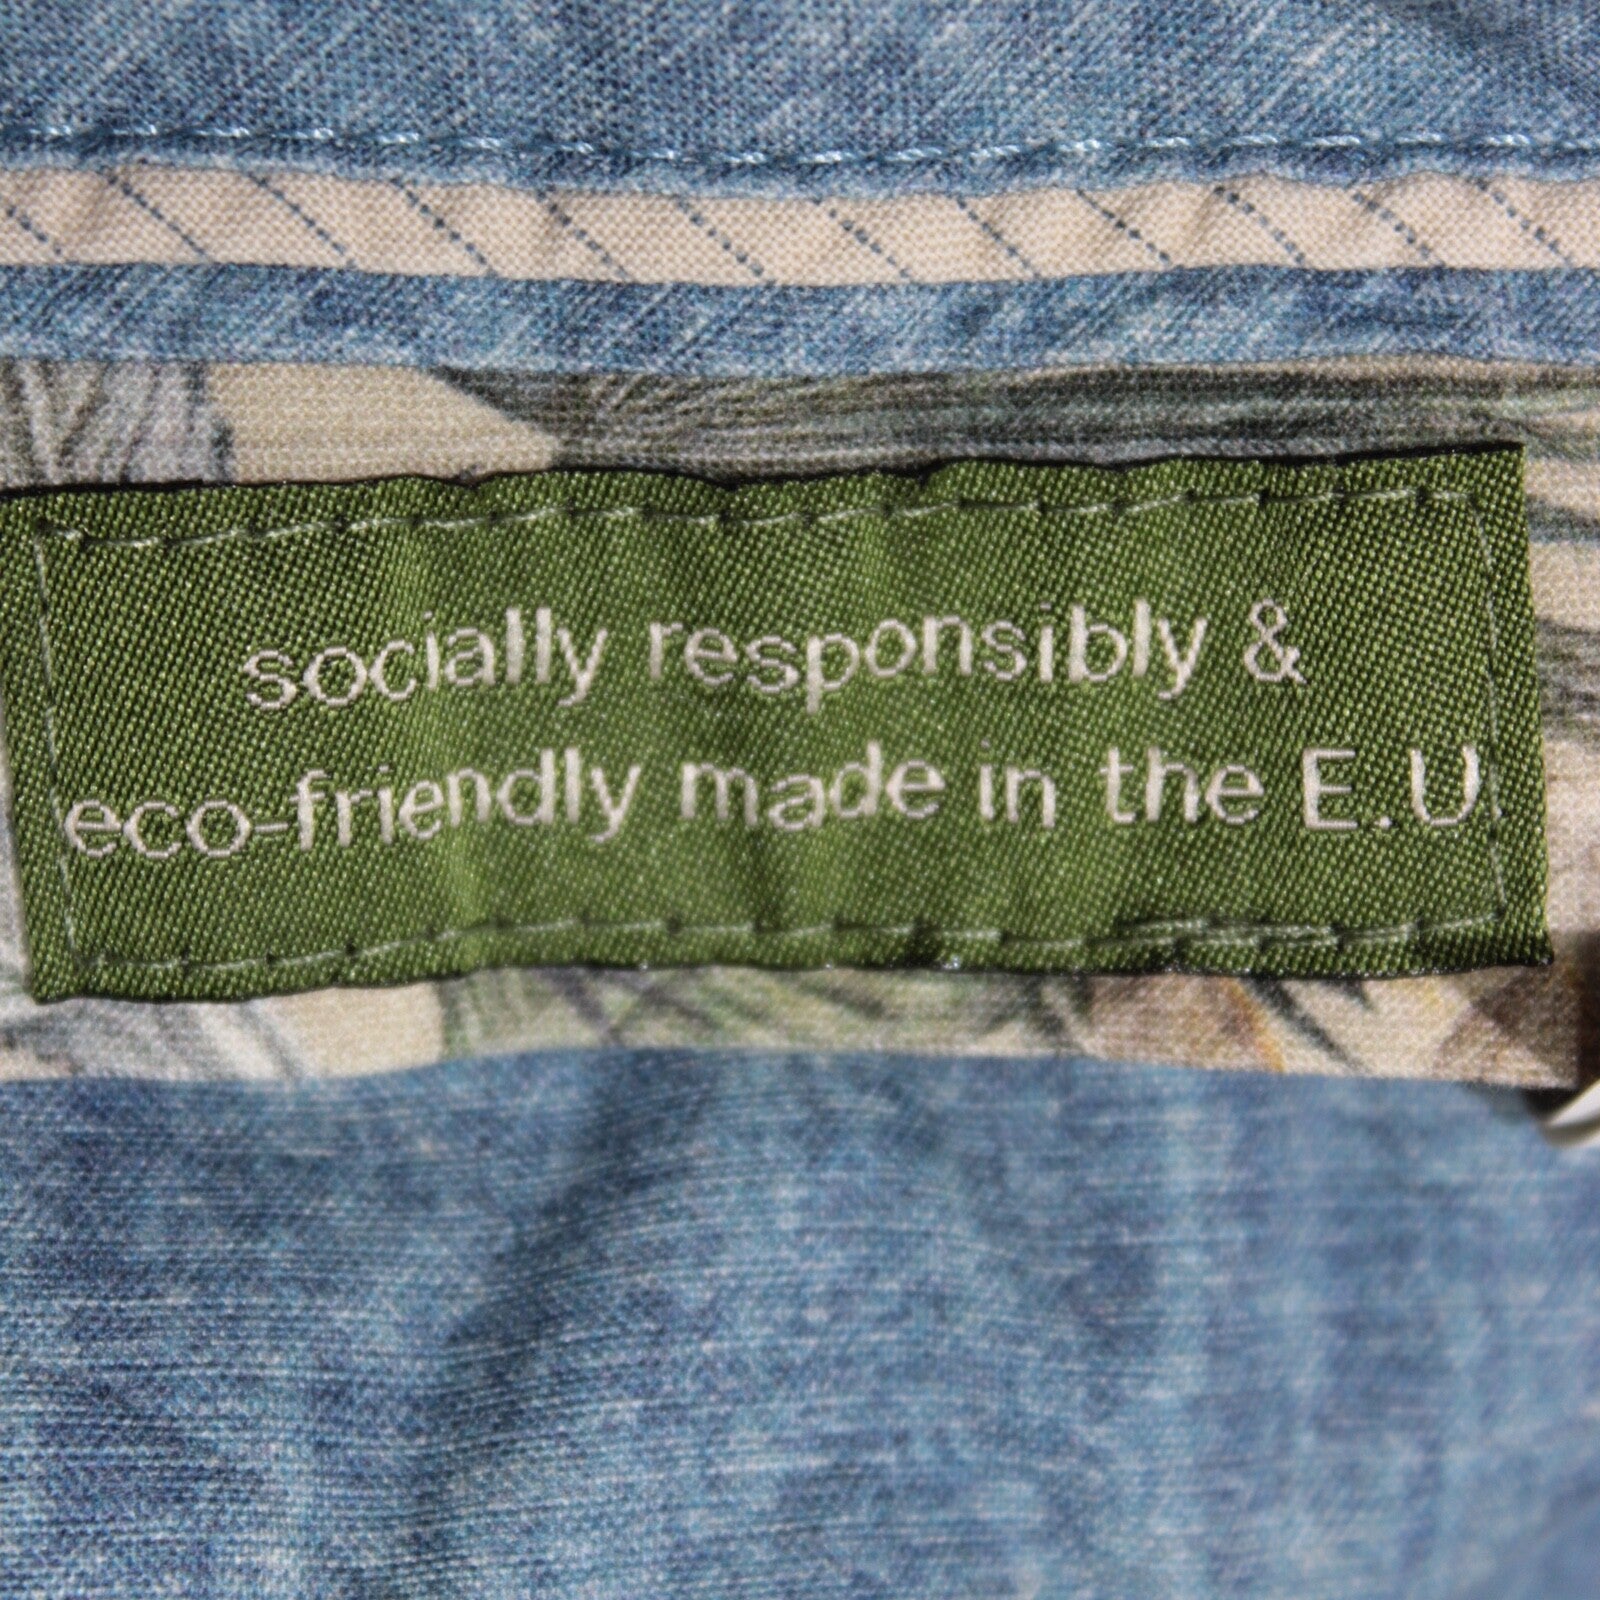 socially responsibly &
eco-friendly made in the E.U.